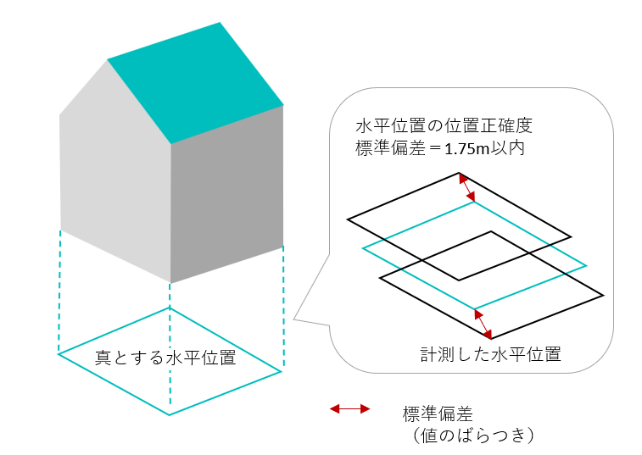 水平位置の位置正確度
標準偏差＝1.75m以内
真とする水平位置
計測した水平位置
標準偏差
（値のばらつき）